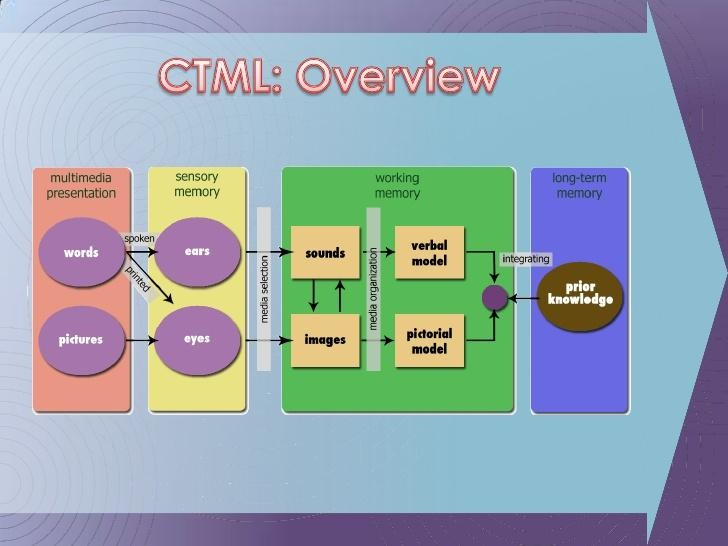 CTML: Overview
multimedia
presentation
sensory
memory
working
memory
long-term
memory
words
spoken
printed
ears
pictures
eyes
media selection
sounds
images
media organization
verbal
model
pictorial
model
integrating
prior
knowledge